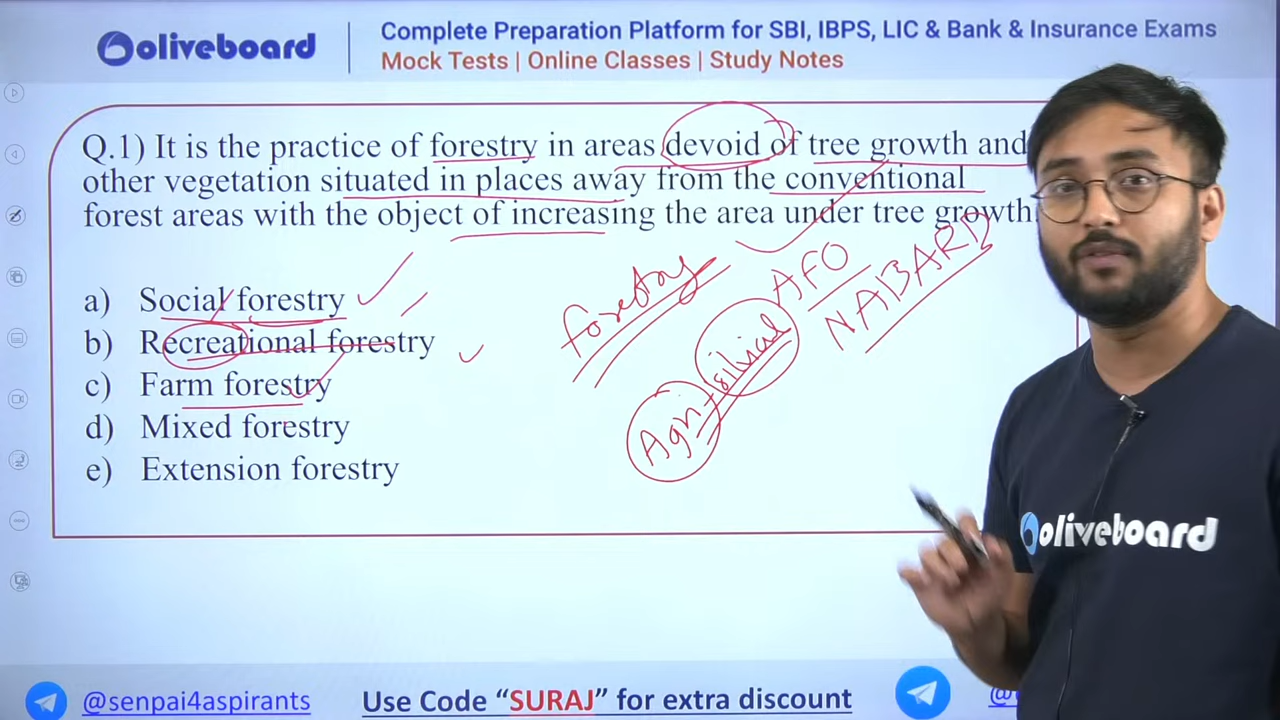 oliveboard
Complete Preparation Platform for SBI, IBPS, LIC & Bank & Insurance Exams
Mock Tests | Online Classes | Study Notes
Q.1) It is the practice of forestry in areas devoid of tree growth and
other vegetation situated in places away from the conventional
forest areas with the object of increasing the area under tree growth.
a) Social forestry
b) Recreational forestry
c) Farm forestry
d) Mixed forestry
e) Extension forestry
AFO
NABARD
oliveboard
@senpai4aspirants
Use Code “SURAJ” for extra discount